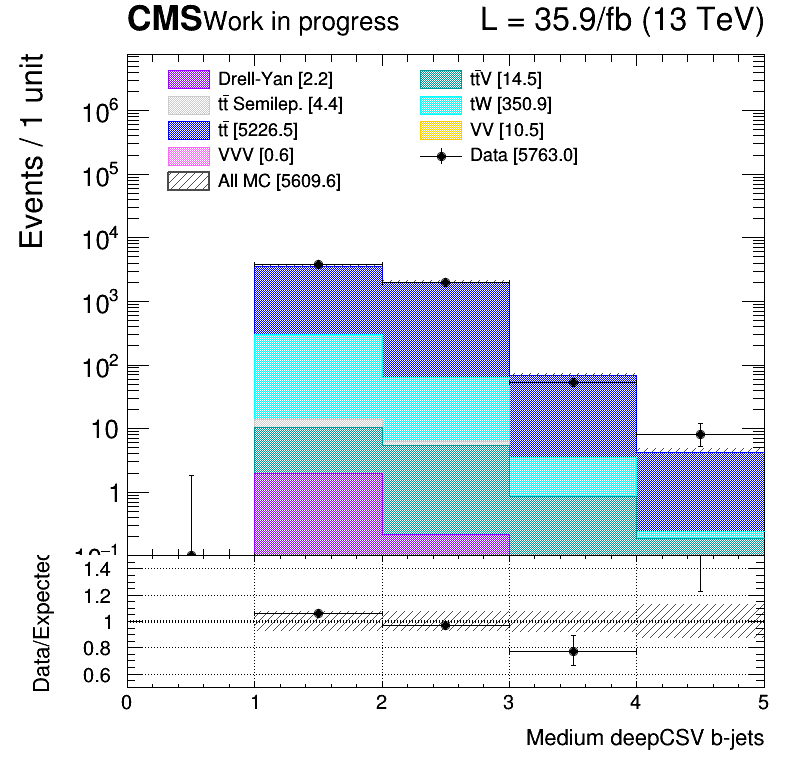 CMS Work in progress L = 35.9/fb (13 TeV)
Events / 1 unit
Drell-Yan [2.2]
tt̄ Semilep. [4.4]
tt̄ [5226.5]
VVV [0.6]
All MC [5609.6]
tt̄V [14.5]
tW [350.9]
VV [10.5]
Data [5763.0]
10⁶
10⁵
10⁴
10³
10²
10
1
10⁻¹
Data/Expected
1.4
1.2
1
0.8
0.6
0 1 2 3 4 5
Medium deepCSV b-jets